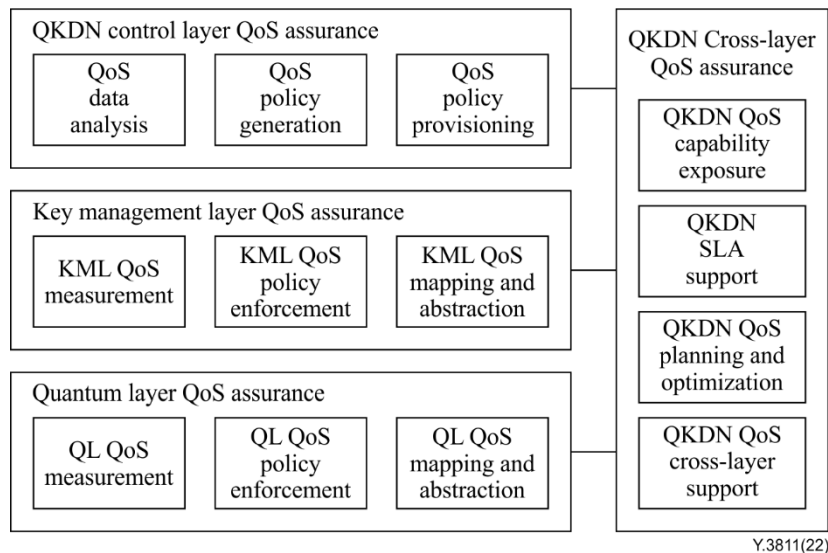 QKDN control layer QoS assurance
QoS
data
analysis
QoS
policy
generation
QoS
policy
provisioning
Key management layer QoS assurance
KML QoS
measurement
KML QoS
policy
enforcement
KML QoS
mapping and
abstraction
Quantum layer QoS assurance
QL QoS
measurement
QL QoS
policy
enforcement
QL QoS
mapping and
abstraction
QKDN Cross-layer
QoS assurance
QKDN QoS
capability
exposure
QKDN
SLA
support
QKDN QoS
planning and
optimization
QKDN QoS
cross-layer
support
Y.3811(22)